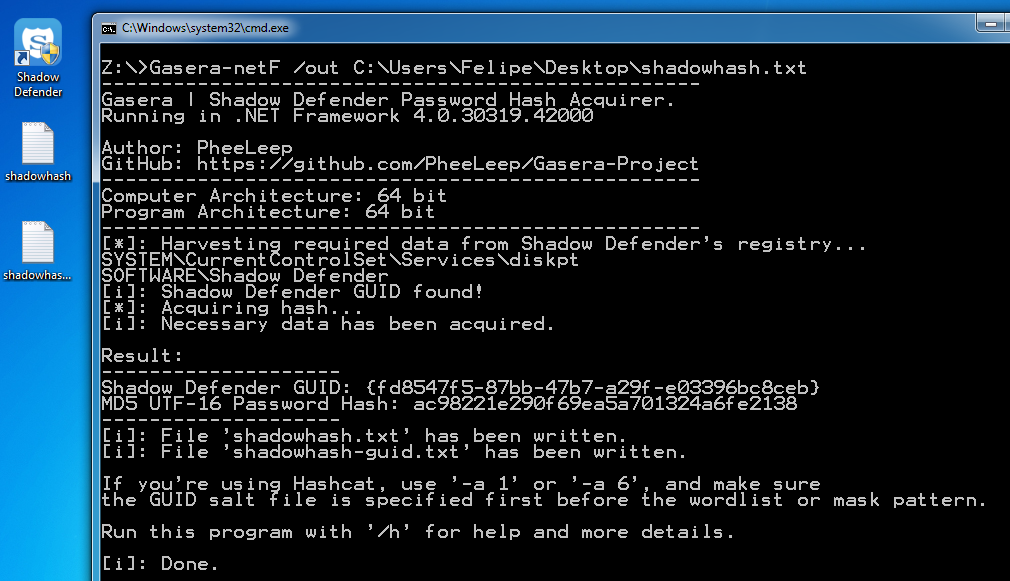 C:\Windows\system32\cmd.exe
Shadow
Defender
shadowhash
shadowhas...
Z:\>Gasera-netF /out C:\Users\Felipe\Desktop\shadowhash.txt
------------------------------------------------------------
Gasera | Shadow Defender Password Hash Acquirer.
Running in .NET Framework 4.0.30319.42000
Author: PheeLeep
GitHub: https://github.com/PheeLeep/Gasera-Project
------------------------------------------------------------
Computer Architecture: 64 bit
Program Architecture: 64 bit
------------------------------------------------------------
[*]: Harvesting required data from Shadow Defender's registry...
SYSTEM\CurrentControlSet\Services\diskpt
SOFTWARE\Shadow Defender
[i]: Shadow Defender GUID found!
[*]: Acquiring hash...
[i]: Necessary data has been acquired.
Result:
------------------------
Shadow Defender GUID: {fd8547f5-87bb-47b7-a29f-e03396bc8ceb}
MD5 UTF-16 Password Hash: ac98221e290f69ea5a701324a6fe2138
------------------------
[i]: File 'shadowhash.txt' has been written.
[i]: File 'shadowhash-guid.txt' has been written.
If you're using Hashcat, use '-a 1' or '-a 6', and make sure
the GUID salt file is specified first before the wordlist or mask pattern.
Run this program with '/h' for help and more details.
[i]: Done.